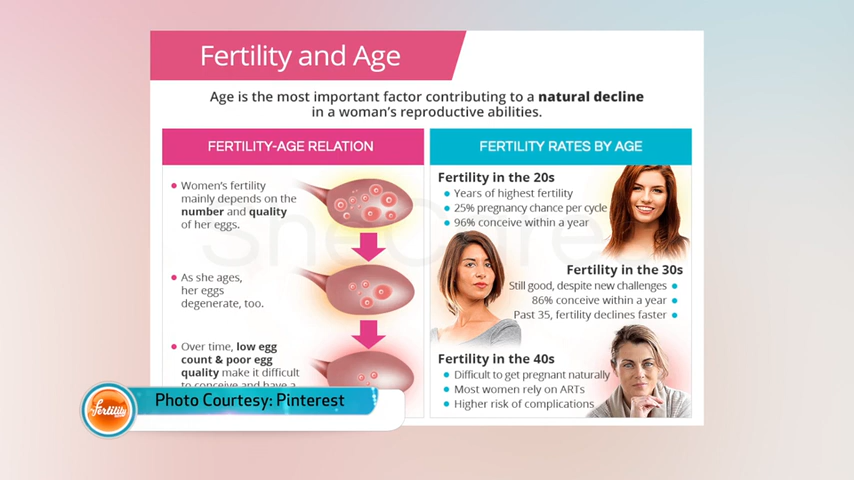 Fertility and Age
Age is the most important factor contributing to a natural decline
in a woman's reproductive abilities.
FERTILITY-AGE RELATION
Women's fertility
mainly depends on the
number and quality
of her eggs.
As she ages,
her eggs
degenerate, too.
Over time, low egg
count & poor egg
quality make it difficult
to conceive and have a
FERTILITY RATES BY AGE
Fertility in the 20s
Years of highest fertility
25% pregnancy chance per cycle
96% conceive within a year
Fertility in the 30s
Still good, despite new challenges
86% conceive within a year
Past 35, fertility declines faster
Fertility in the 40s
Difficult to get pregnant naturally
Most women rely on ARTs
Higher risk of complications
Fertility
Photo Courtesy: Pinterest